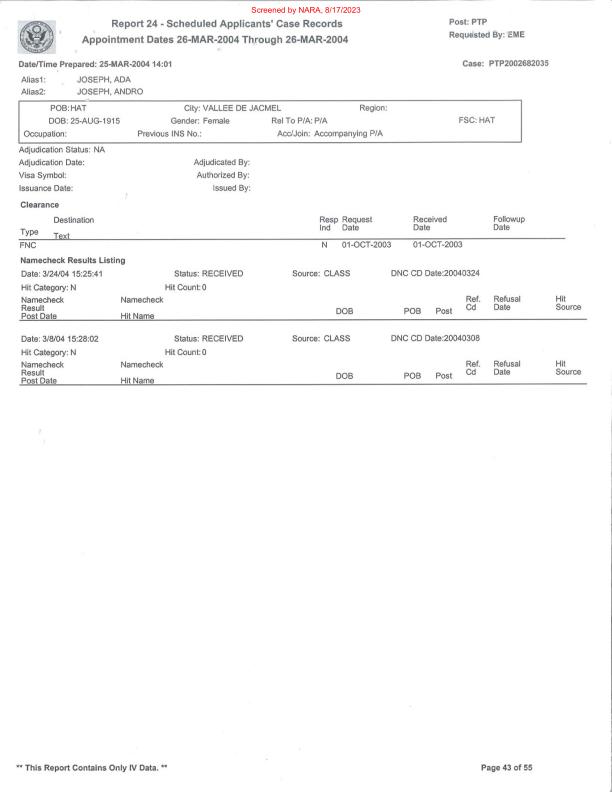 Screened by NARA, 8/17/2023
Report 24 - Scheduled Applicants' Case Records
Post: PTP
Appointment Dates 26-MAR-2004 Through 26-MAR-2004
Requested By: EME
Date/Time Prepared: 25-MAR-2004 14:01
Case: PTP2002682035
Alias1: JOSEPH, ADA
Alias2: JOSEPH, ANDRO
POB:HAT City: VALLEE DE JACMEL Region:
DOB: 25-AUG-1915 Gender: Female Rel To P/A: P/A FSC: HAT
Occupation: Previous INS No.: Acc/Join: Accompanying P/A
Adjudication Status: NA
Adjudication Date: Adjudicated By:
Visa Symbol: Authorized By:
Issuance Date: Issued By:
Clearance
Destination Resp Request Received Followup
Type Text Ind Date Date Date
FNC N 01-OCT-2003 01-OCT-2003
Namecheck Results Listing
Date: 3/24/04 15:25:41 Status: RECEIVED Source: CLASS DNC CD Date:20040324
Hit Category: N Hit Count: 0
Namecheck Namecheck Ref. Refusal Hit
Result DOB POB Post Cd Date Source
Post Date Hit Name
Date: 3/8/04 15:28:02 Status: RECEIVED Source: CLASS DNC CD Date:20040308
Hit Category: N Hit Count: 0
Namecheck Namecheck Ref. Refusal Hit
Result DOB POB Post Cd Date Source
Post Date Hit Name
** This Report Contains Only IV Data. **
Page 43 of 55